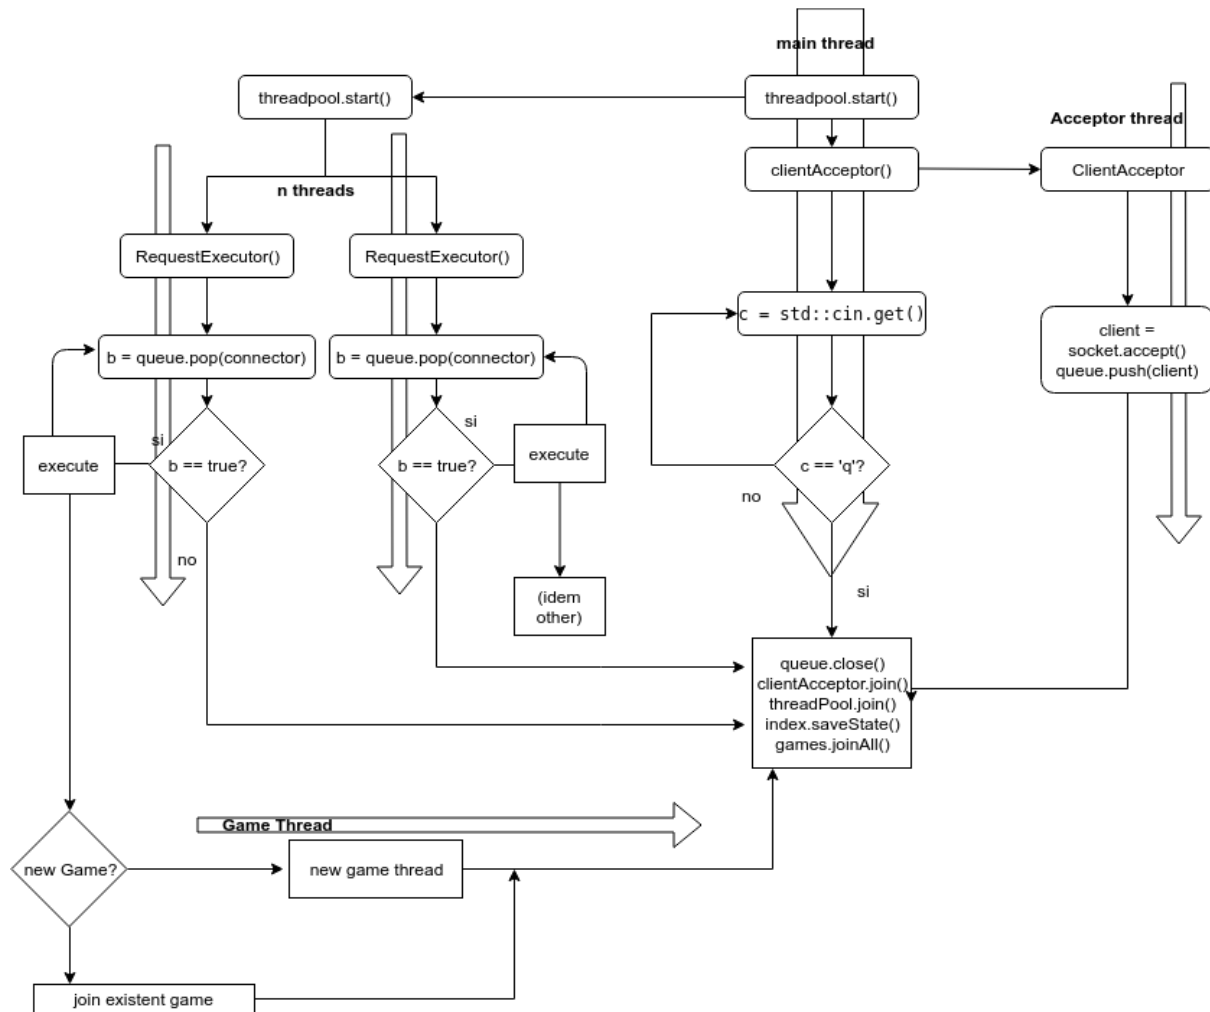 main thread
threadpool.start()
threadpool.start()
Acceptor thread
clientAcceptor()
ClientAcceptor
n threads
RequestExecutor()
RequestExecutor()
c = std::cin.get()
client =
socket.accept()
queue.push(client)
b = queue.pop(connector)
b = queue.pop(connector)
si
si
execute
b == true?
b == true?
execute
c == 'q'?
no
no
si
(idem
other)
queue.close()
clientAcceptor.join()
threadPool.join()
index.saveState()
games.joinAll()
Game Thread
new Game?
new game thread
join existent game